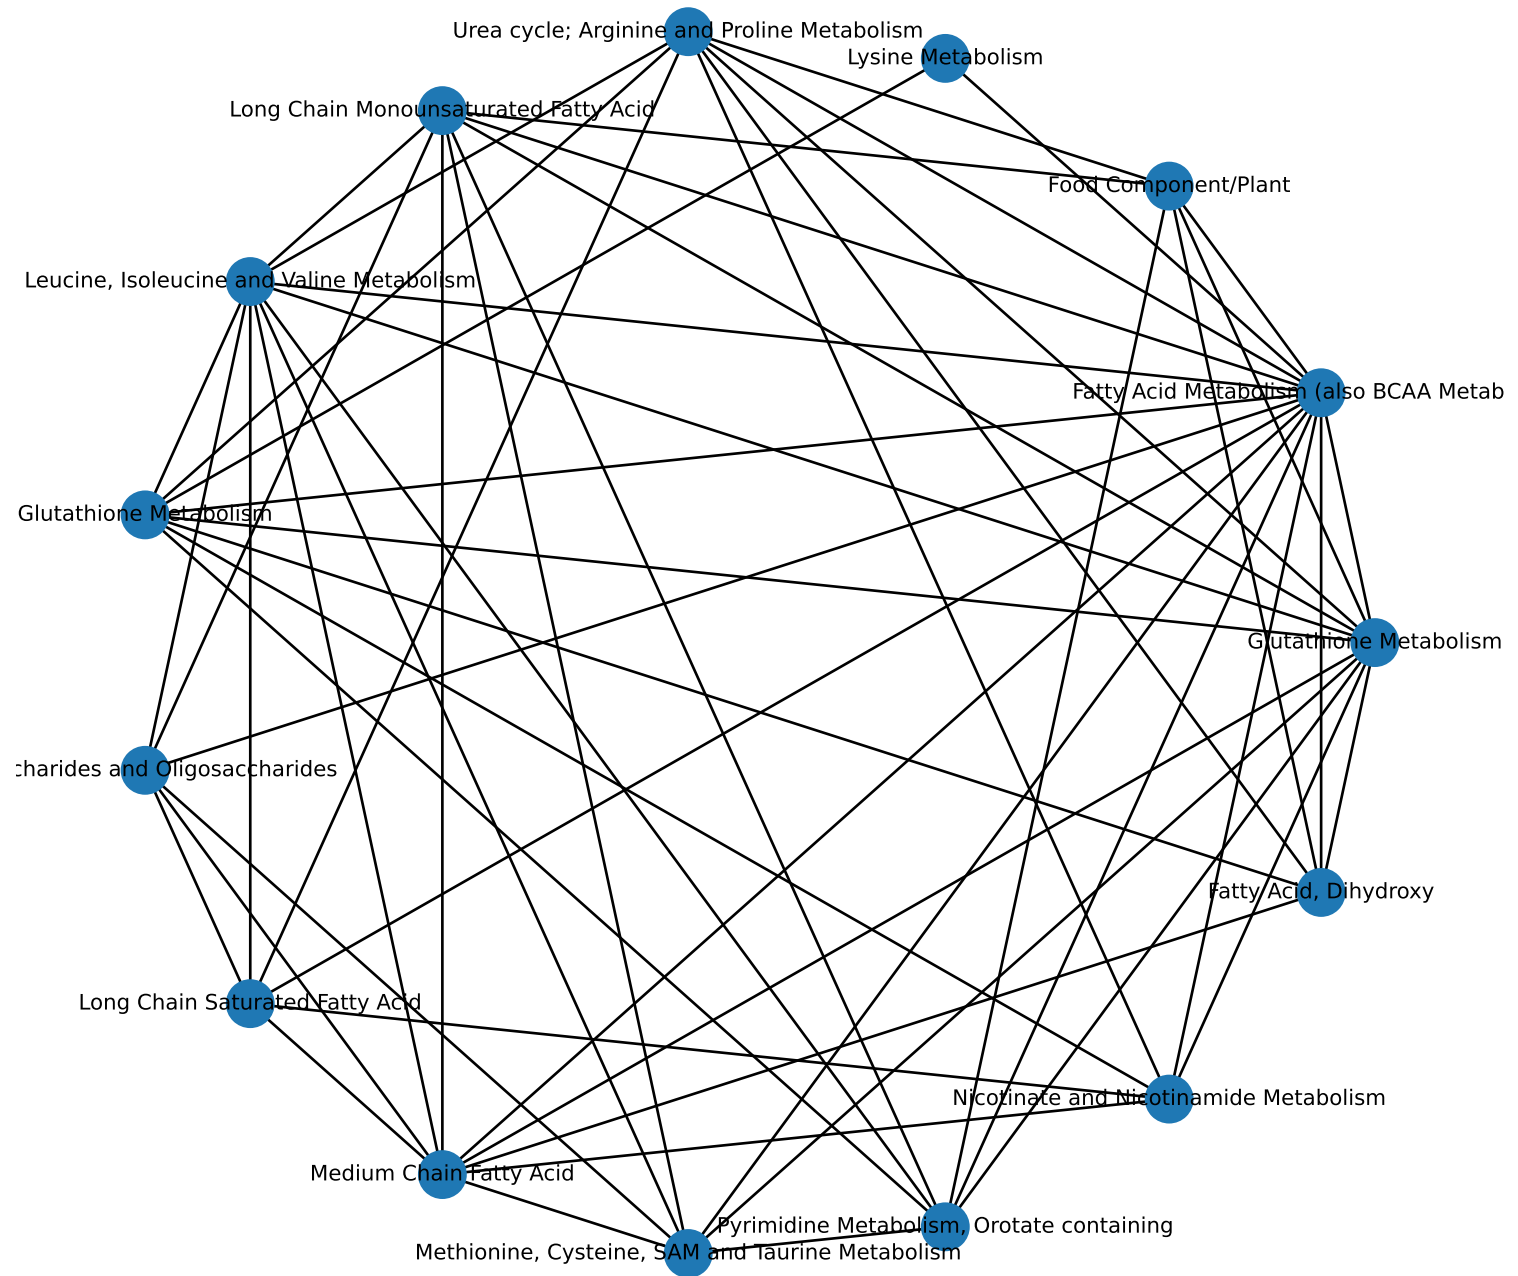 Urea cycle; Arginine and Proline Metabolism
Lysine Metabolism
Long Chain Monounsaturated Fatty Acid
Food Component/Plant
Leucine, Isoleucine and Valine Metabolism
Fatty Acid Metabolism (also BCAA Metab
Glutathione Metabolism
Glutathione Metabolism
charides and Oligosaccharides
Fatty Acid, Dihydroxy
Long Chain Saturated Fatty Acid
Nicotinate and Nicotinamide Metabolism
Medium Chain Fatty Acid
Pyrimidine Metabolism, Orotate containing
Methionine, Cysteine, SAM and Taurine Metabolism